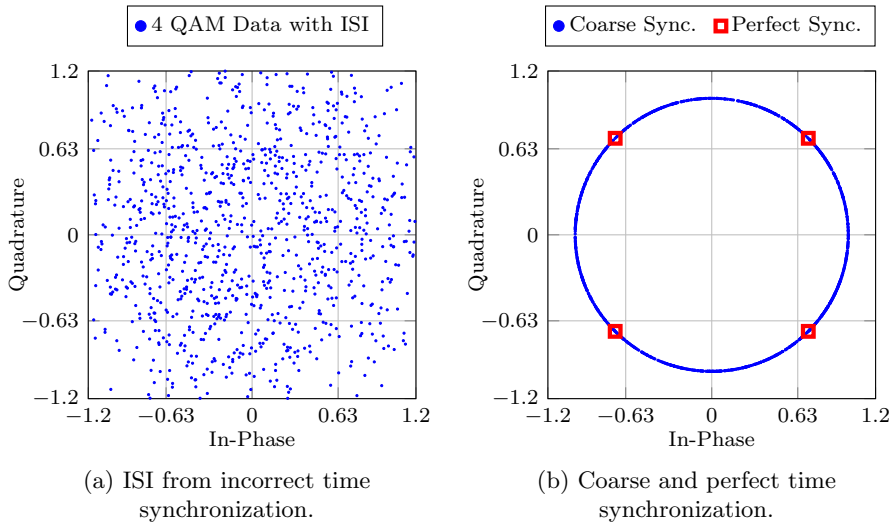 4 QAM Data with ISI
1.2
0.63
0
−0.63
−1.2
−1.2 −0.63 0 0.63 1.2
Quadrature
In-Phase
(a) ISI from incorrect time
synchronization.
Coarse Sync. Perfect Sync.
1.2
0.63
0
−0.63
−1.2
−1.2 −0.63 0 0.63 1.2
Quadrature
In-Phase
(b) Coarse and perfect time
synchronization.